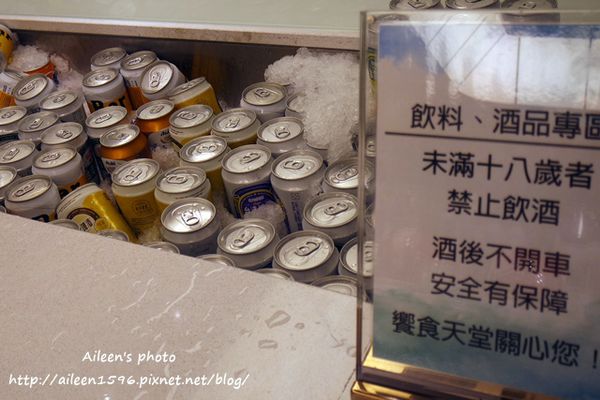 飲料、酒品專區
未滿十八歲者
禁止飲酒
酒後不開車
安全有保障
饗食天堂關心您！
Aileen's photo
http://aileen1596.pixnet.net/blog/